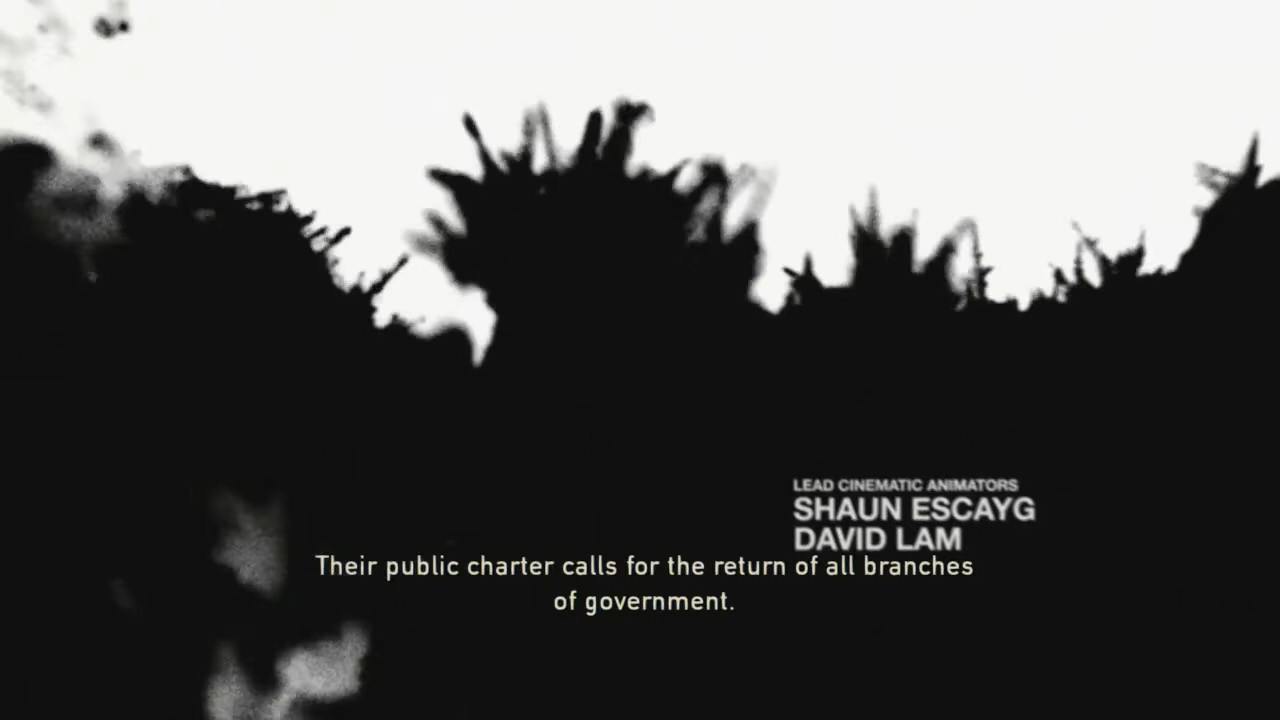 LEAD CINEMATIC ANIMATORS
SHAUN ESCAYG
DAVID LAM
Their public charter calls for the return of all branches
of government.